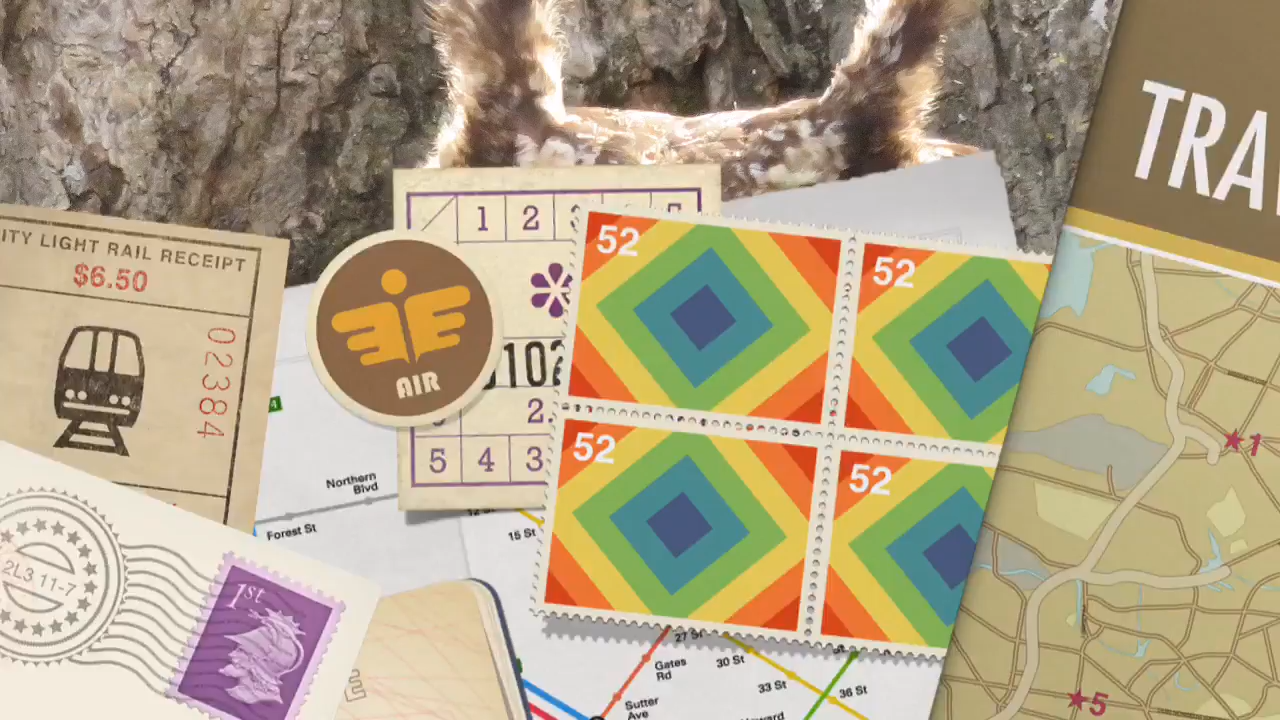 TRA
ITY LIGHT RAIL RECEIPT
$6.50
02384
1 2
AIR
102
2
5 4 3
52
52
52
52
Northern
Blvd
Forest St
15 St
2L3 11-7
1st
27 St
Gates
Rd
30 St
33 St
36 St
Sutter
Ave
1
5